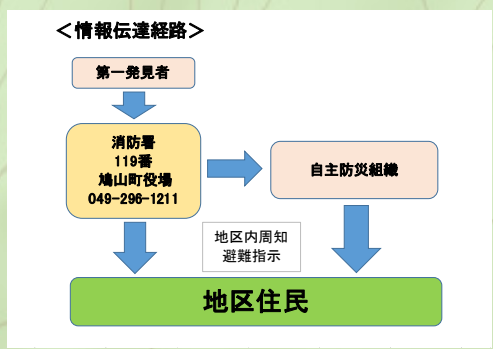 ＜情報伝達経路＞
第一発見者
消防署
119番
鳩山町役場
049-296-1211
自主防災組織
地区内周知
避難指示
地区住民